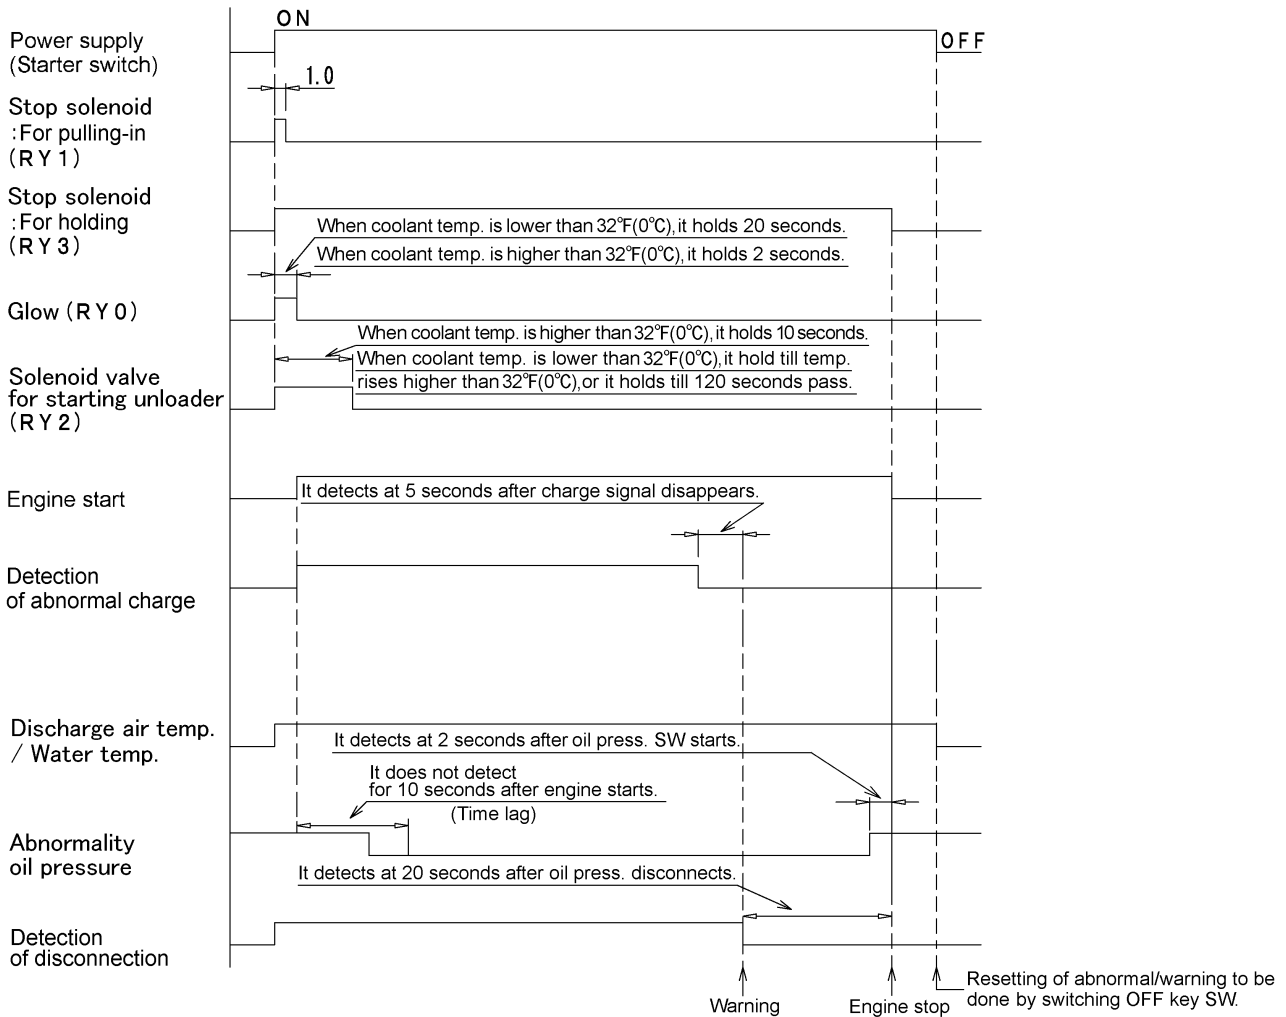 ON
Power supply
(Starter switch)
OFF
1.0
Stop solenoid
:For pulling-in
(RY1)
Stop solenoid
:For holding
(RY3)
When coolant temp. is lower than 32°F(0°C), it holds 20 seconds.
When coolant temp. is higher than 32°F(0°C), it holds 2 seconds.
Glow (RY0)
When coolant temp. is higher than 32°F(0°C), it holds 10 seconds.
When coolant temp. is lower than 32°F(0°C), it hold till temp.
rises higher than 32°F(0°C), or it holds till 120 seconds pass.
Solenoid valve
for starting unloader
(RY2)
Engine start
It detects at 5 seconds after charge signal disappears.
Detection
of abnormal charge
Discharge air temp.
/ Water temp.
It detects at 2 seconds after oil press. SW starts.
It does not detect
for 10 seconds after engine starts.
(Time lag)
Abnormality
oil pressure
It detects at 20 seconds after oil press. disconnects.
Detection
of disconnection
Warning
Engine stop
Resetting of abnormal/warning to be
done by switching OFF key SW.